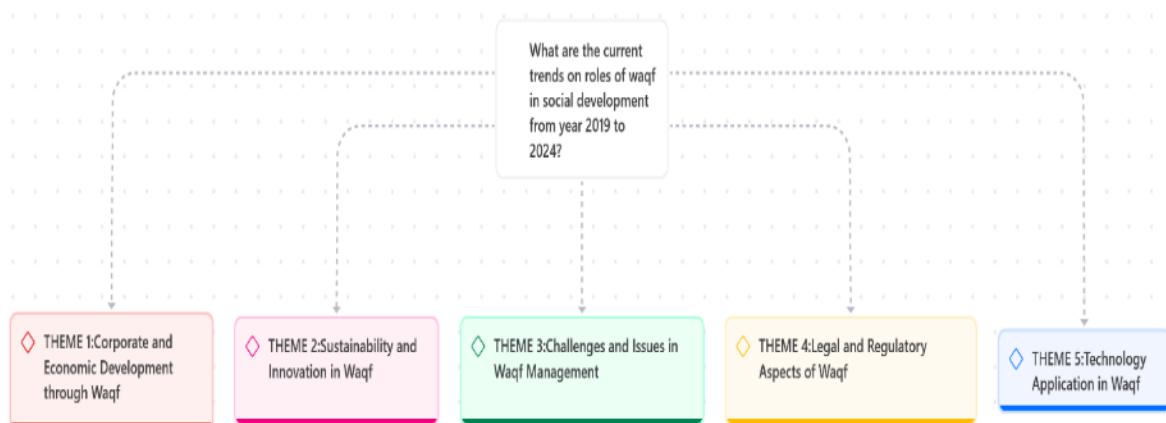 What are the current
trends on roles of waqf
in social development
from year 2019 to
2024?
THEME 1:Corporate and
Economic Development
through Waqf
THEME 2:Sustainability and
Innovation in Waqf
THEME 3:Challenges and Issues in
Waqf Management
THEME 4:Legal and Regulatory
Aspects of Waqf
THEME 5:Technology
Application in Waqf